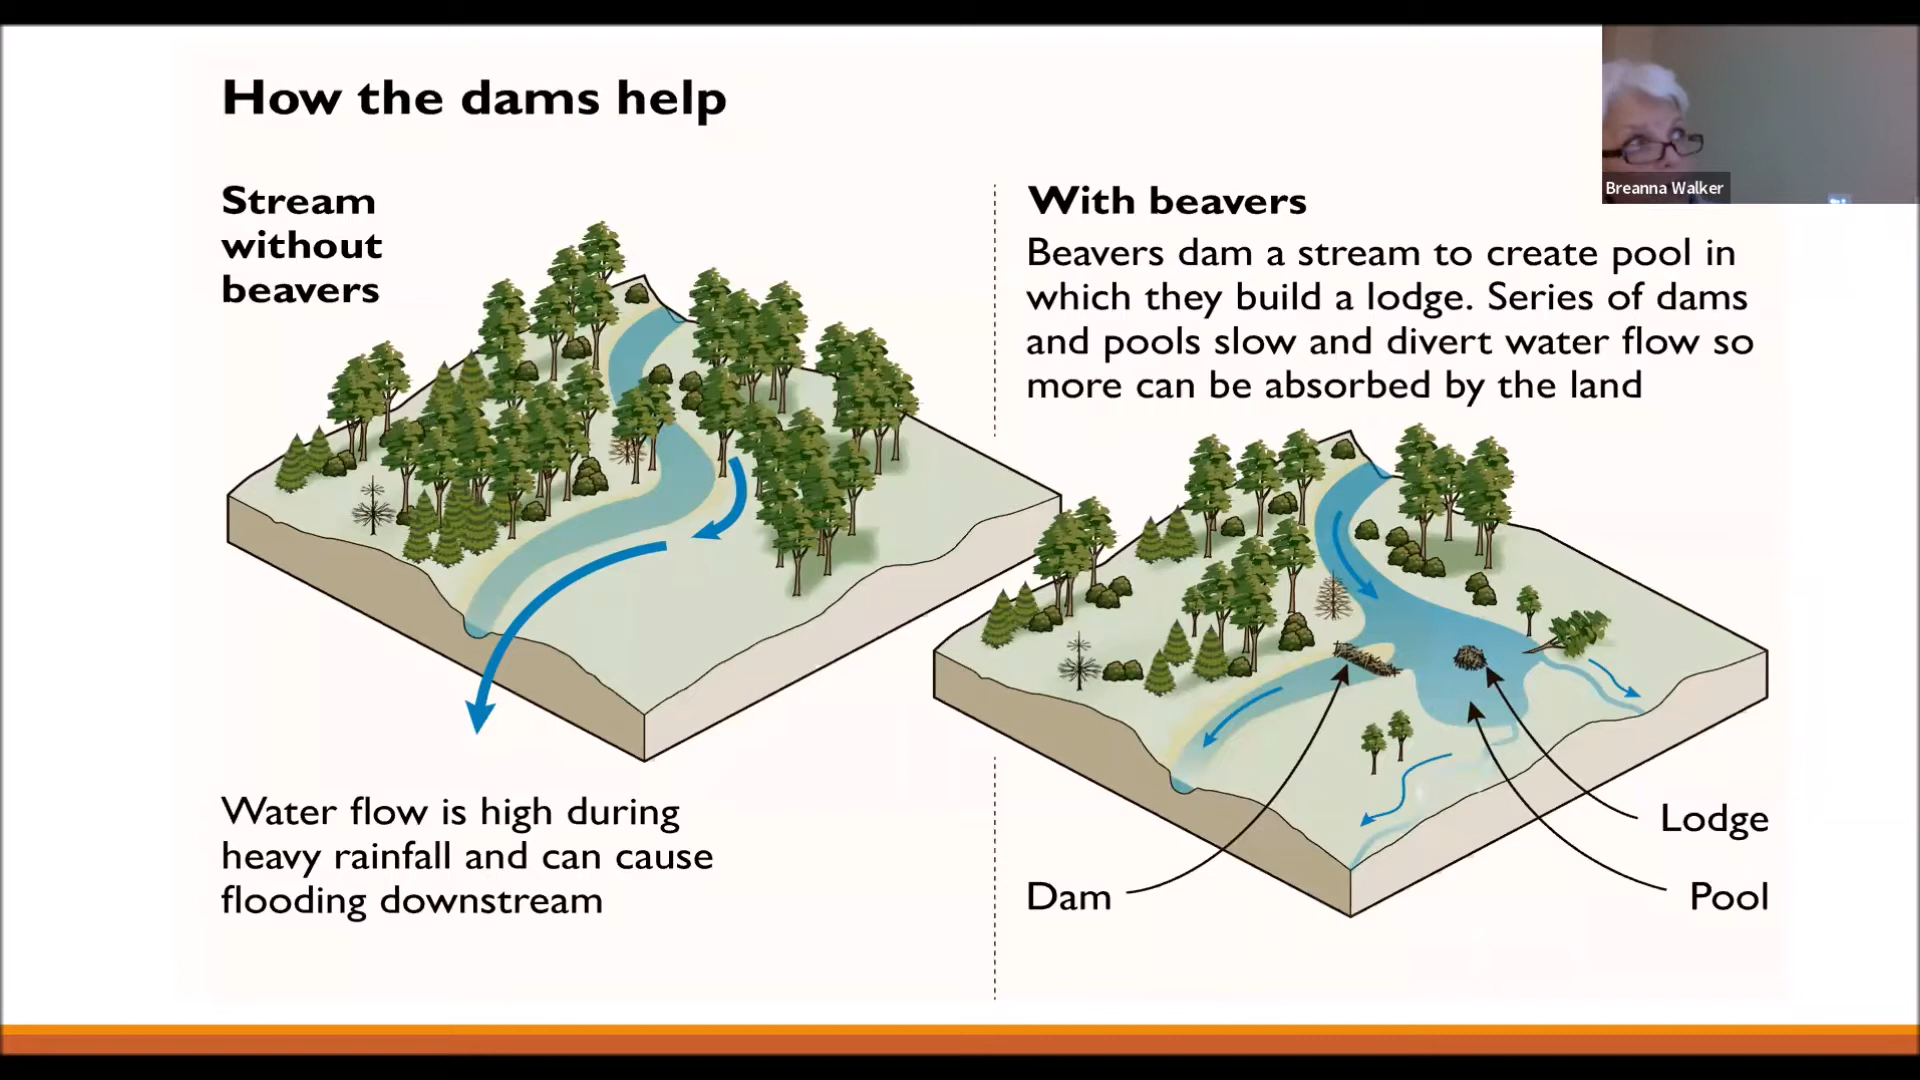 How the dams help
Stream
without
beavers
Water flow is high during
heavy rainfall and can cause
flooding downstream
With beavers
Beavers dam a stream to create pool in
which they build a lodge. Series of dams
and pools slow and divert water flow so
more can be absorbed by the land
Lodge
Dam
Pool
Breanna Walker